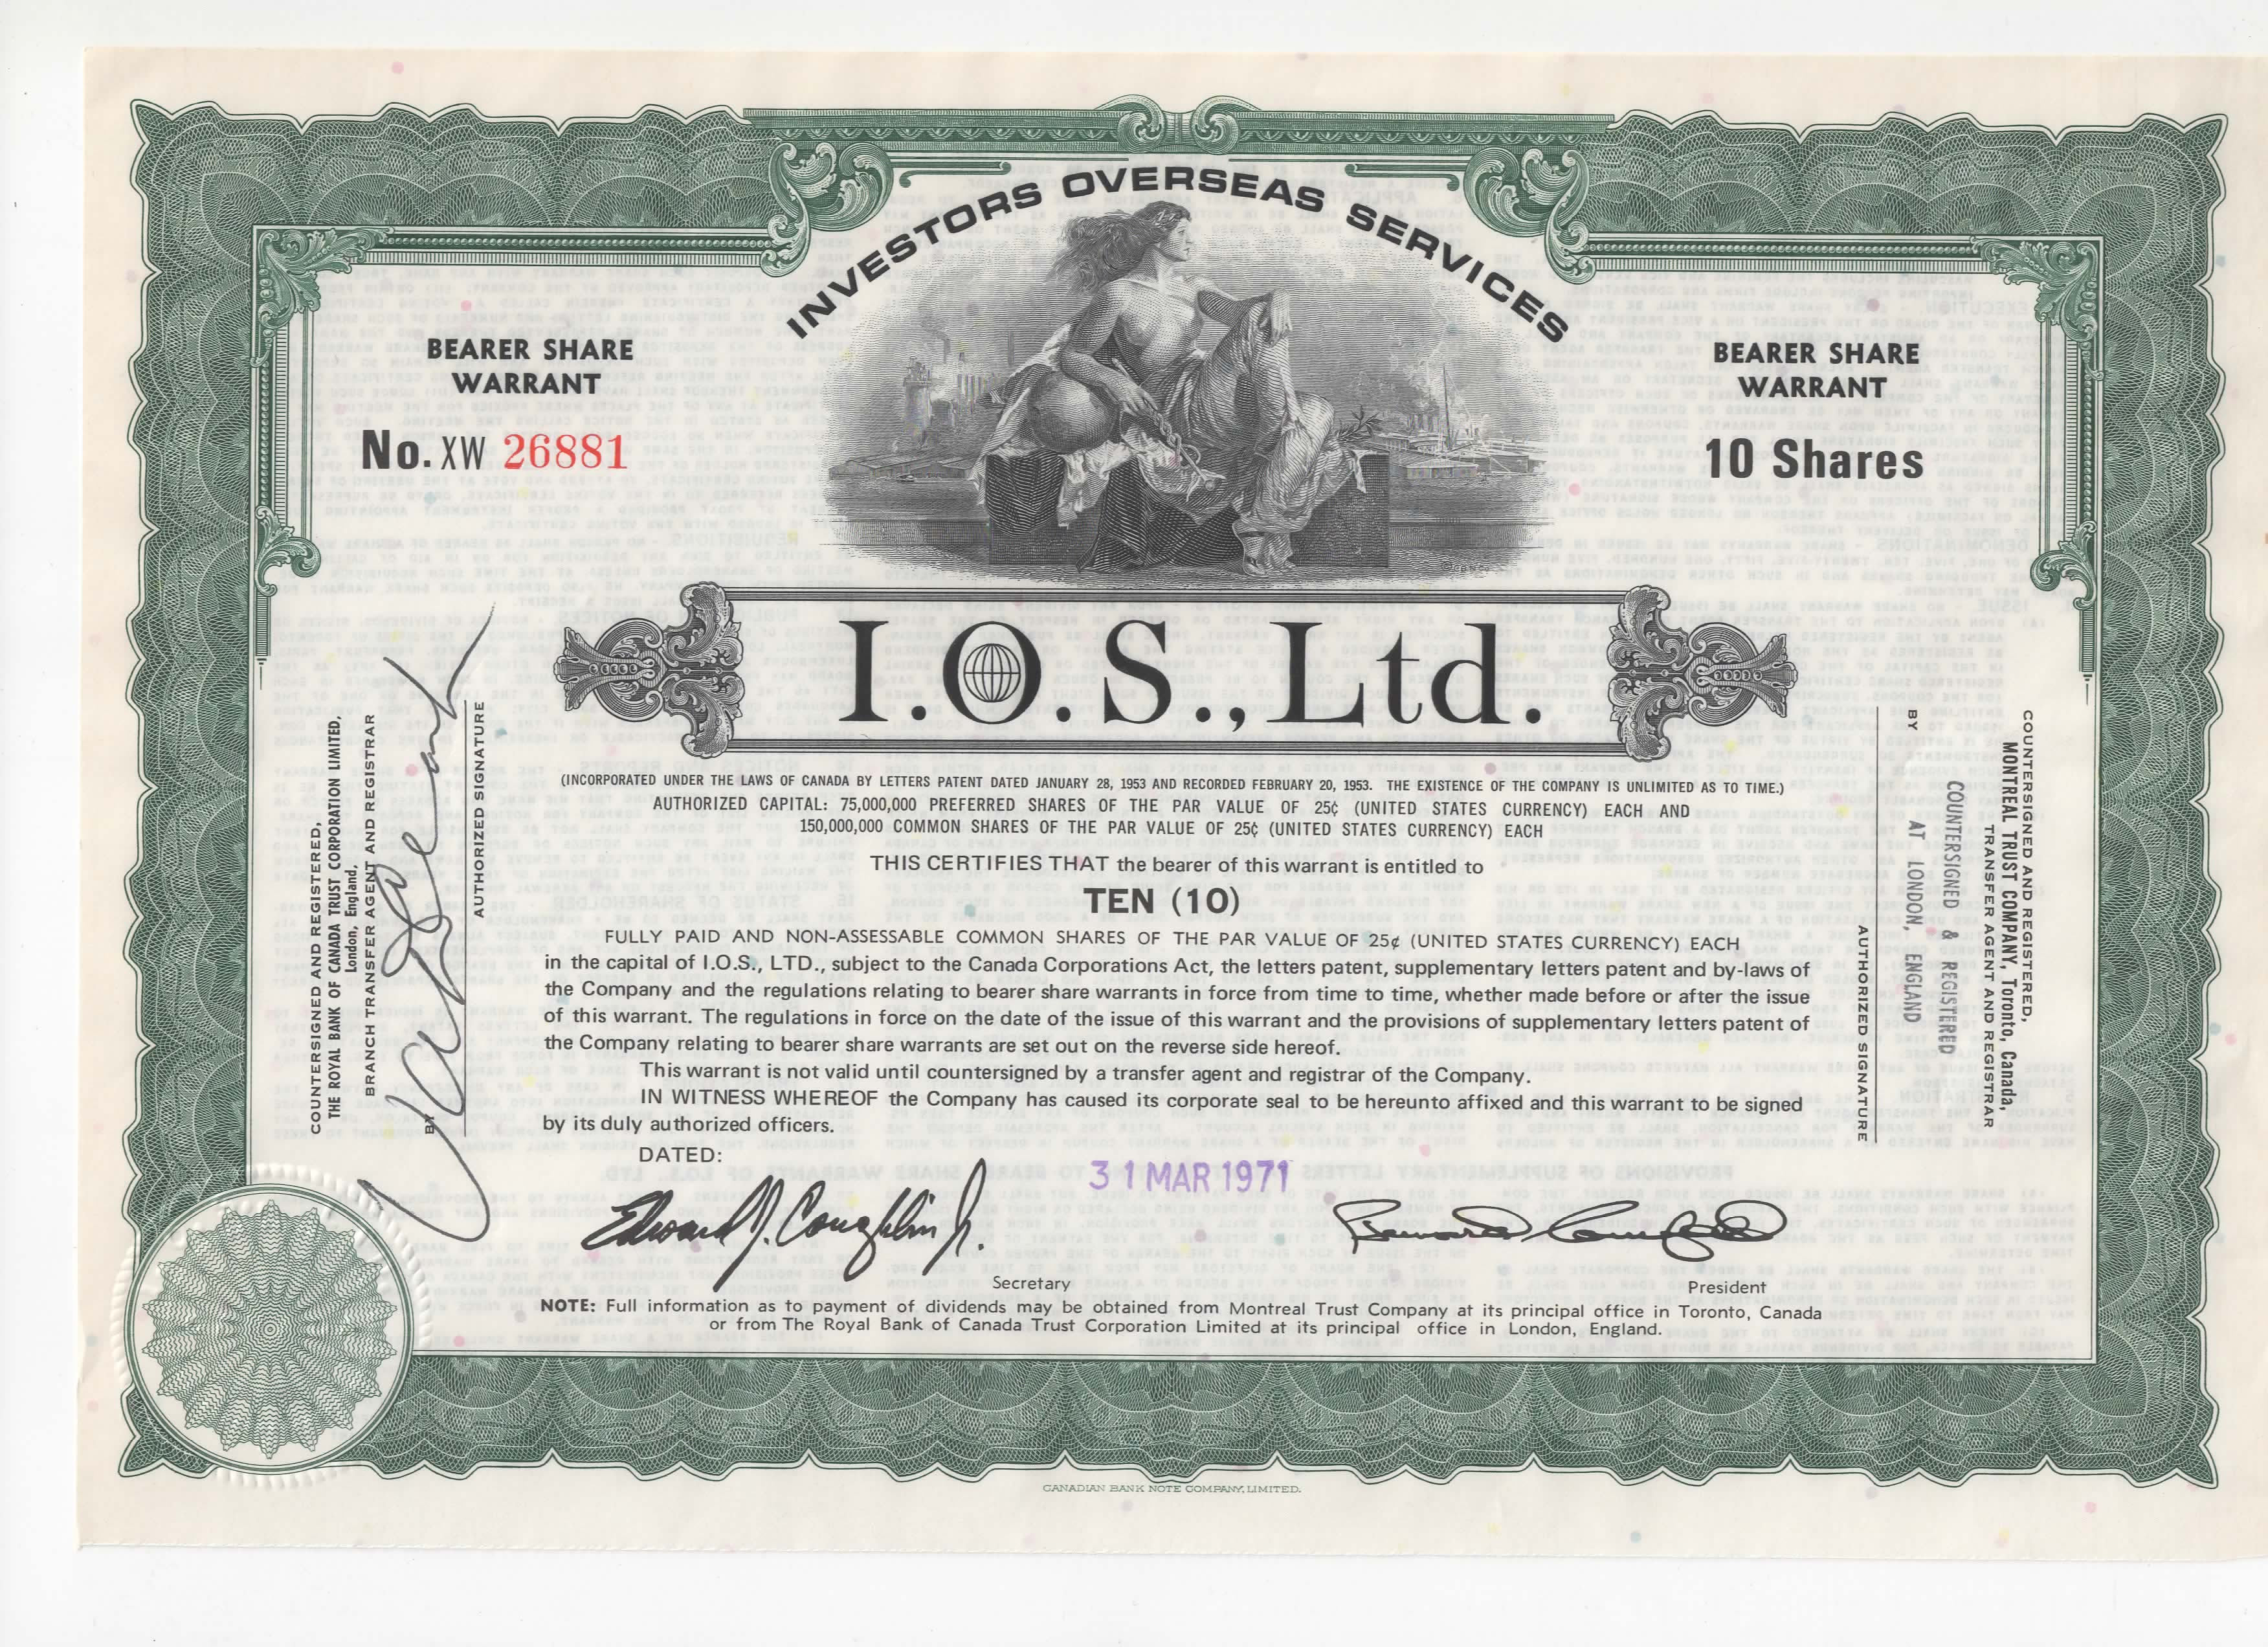 INVESTORS OVERSEAS SERVICES
BEARER SHARE
WARRANT
No. XW 26881
BEARER SHARE
WARRANT
10 Shares
I.O.S., Ltd.
(INCORPORATED UNDER THE LAWS OF CANADA BY LETTERS PATENT DATED JANUARY 28, 1953 AND RECORDED FEBRUARY 20, 1953. THE EXISTENCE OF THE COMPANY IS UNLIMITED AS TO TIME.)
AUTHORIZED CAPITAL: 75,000,000 PREFERRED SHARES OF THE PAR VALUE OF 25¢ (UNITED STATES CURRENCY) EACH AND
150,000,000 COMMON SHARES OF THE PAR VALUE OF 25¢ (UNITED STATES CURRENCY) EACH
THIS CERTIFIES THAT the bearer of this warrant is entitled to
TEN (10)
FULLY PAID AND NON-ASSESSABLE COMMON SHARES OF THE PAR VALUE OF 25¢ (UNITED STATES CURRENCY) EACH
in the capital of I.O.S., LTD., subject to the Canada Corporations Act, the letters patent, supplementary letters patent and by-laws of
the Company and the regulations relating to bearer share warrants in force from time to time, whether made before or after the issue
of this warrant. The regulations in force on the date of the issue of this warrant and the provisions of supplementary letters patent of
the Company relating to bearer share warrants are set out on the reverse side hereof.
This warrant is not valid until countersigned by a transfer agent and registrar of the Company.
IN WITNESS WHEREOF the Company has caused its corporate seal to be hereunto affixed and this warrant to be signed
by its duly authorized officers.
DATED:
31 MAR 1971
Edward J. Coughlin Jr.
Secretary
Bernard Cornfeld
President
NOTE: Full information as to payment of dividends may be obtained from Montreal Trust Company at its principal office in Toronto, Canada
or from The Royal Bank of Canada Trust Corporation Limited at its principal office in London, England.
COUNTERSIGNED AND REGISTERED,
THE ROYAL BANK OF CANADA TRUST CORPORATION LIMITED,
London, England.
BRANCH TRANSFER AGENT AND REGISTRAR
BY
AUTHORIZED SIGNATURE
COUNTERSIGNED AND REGISTERED,
MONTREAL TRUST COMPANY, Toronto, Canada,
TRANSFER AGENT AND REGISTRAR
COUNTERSIGNED & REGISTERED
BY AT LONDON, ENGLAND
AUTHORIZED SIGNATURE
CANADIAN BANK NOTE COMPANY, LIMITED.